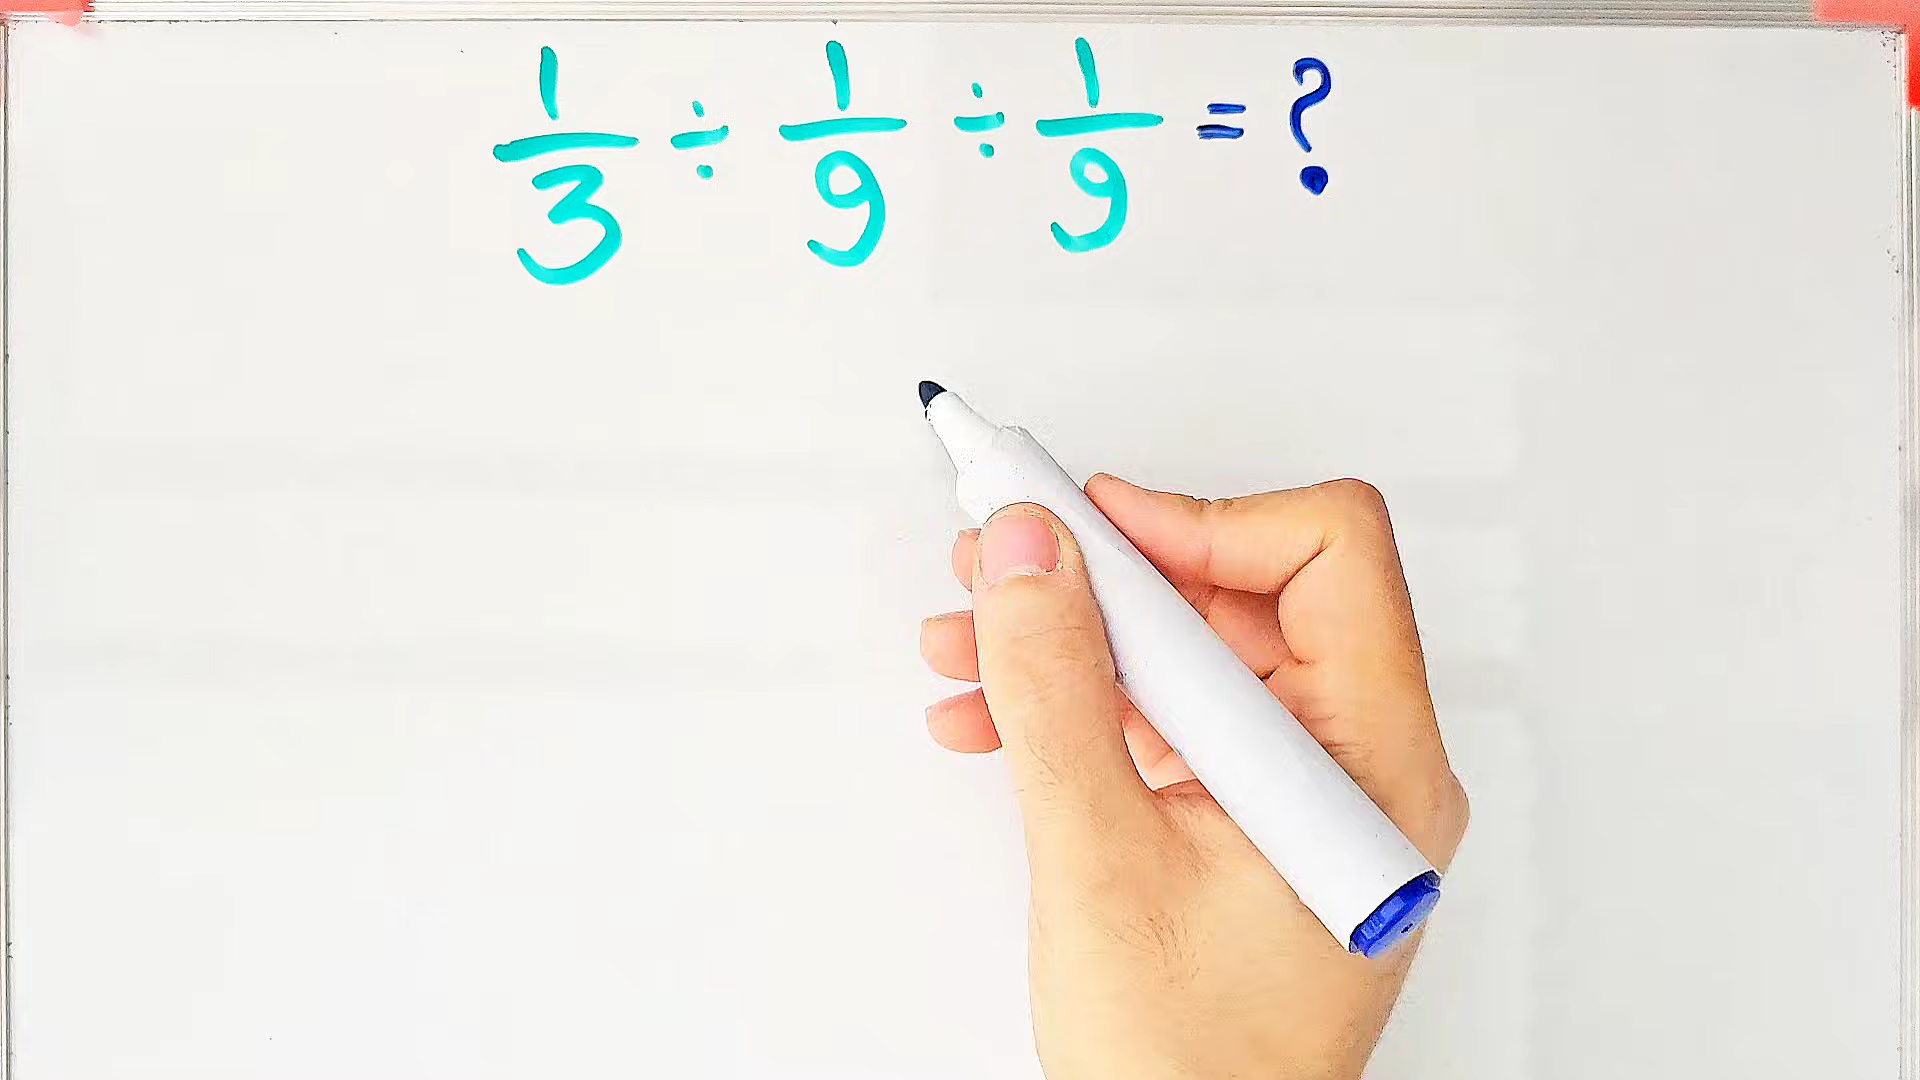 1/3 ÷ 1/9 ÷ 1/9 = ?